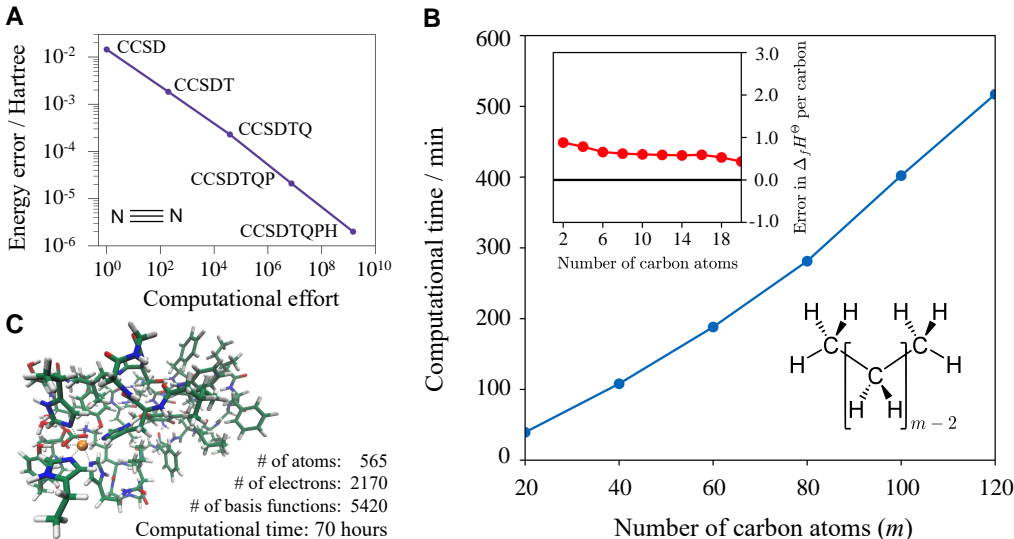 A
Energy error / Hartree
10^-2
10^-3
10^-4
10^-5
10^-6
CCSD
CCSDT
CCSDTQ
CCSDTQP
CCSDTQPH
N≡N
10^0 10^2 10^4 10^6 10^8 10^10
Computational effort
B
Computational time / min
600
500
400
300
200
100
0
20 40 60 80 100 120
Number of carbon atoms (m)
3.0
2.0
1.0
0.0
-1.0
Error in Δ_f H^⊖ per carbon
2 6 10 14 18
Number of carbon atoms
H H H H
C C
H C H
H H
m − 2
C
# of atoms: 565
# of electrons: 2170
# of basis functions: 5420
Computational time: 70 hours